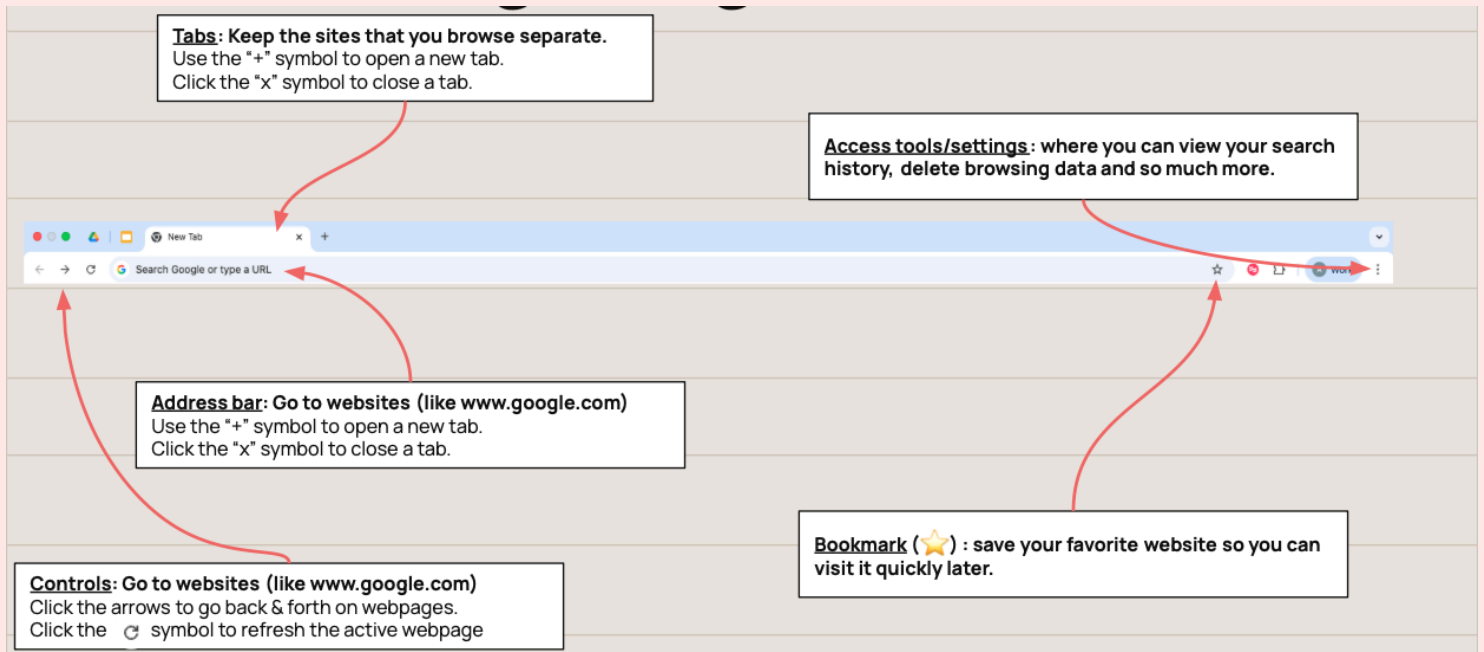 Tabs: Keep the sites that you browse separate.
Use the “+” symbol to open a new tab.
Click the “x” symbol to close a tab.
Access tools/settings: where you can view your search
history, delete browsing data and so much more.
New Tab
Search Google or type a URL
Work
Address bar: Go to websites (like www.google.com)
Use the “+” symbol to open a new tab.
Click the “x” symbol to close a tab.
Bookmark (⭐) : save your favorite website so you can
visit it quickly later.
Controls: Go to websites (like www.google.com)
Click the arrows to go back & forth on webpages.
Click the symbol to refresh the active webpage